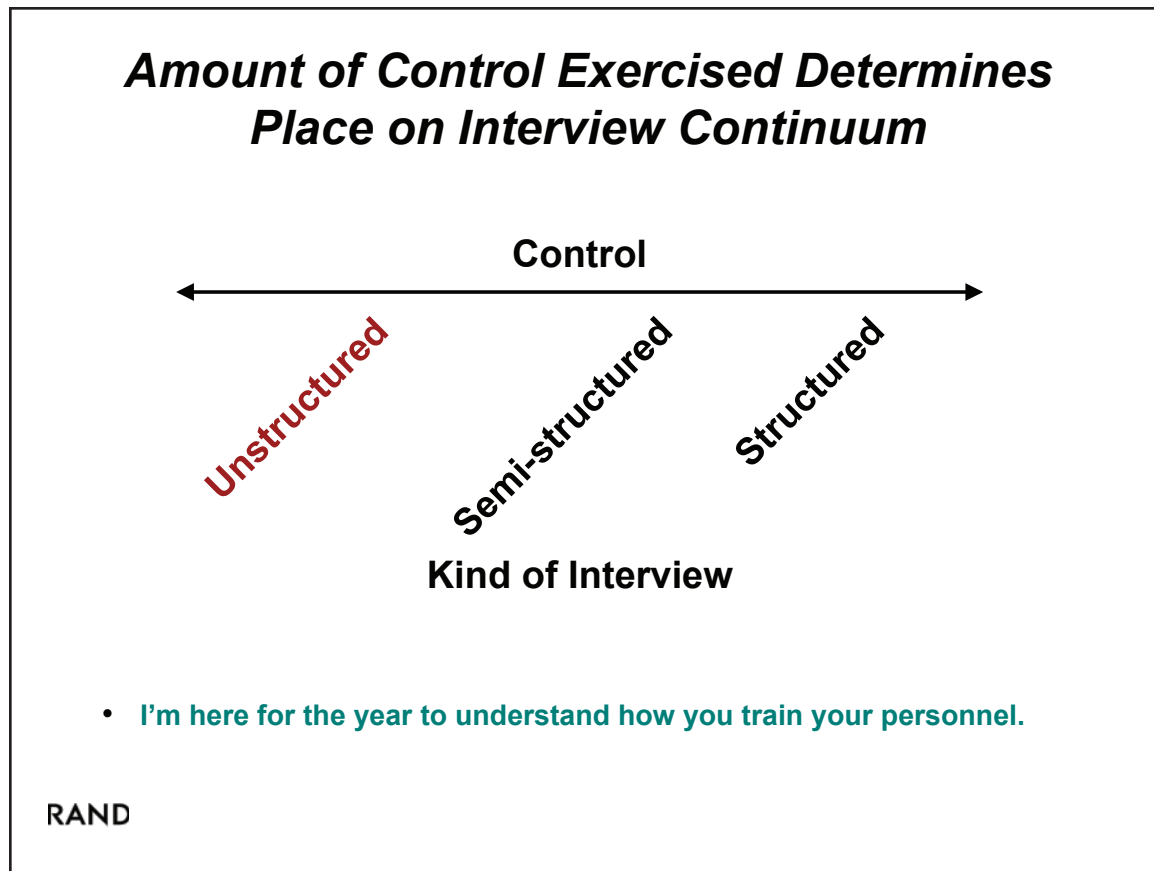 Amount of Control Exercised Determines
Place on Interview Continuum
Control
Unstructured
Semi-structured
Structured
Kind of Interview
• I’m here for the year to understand how you train your personnel.
RAND